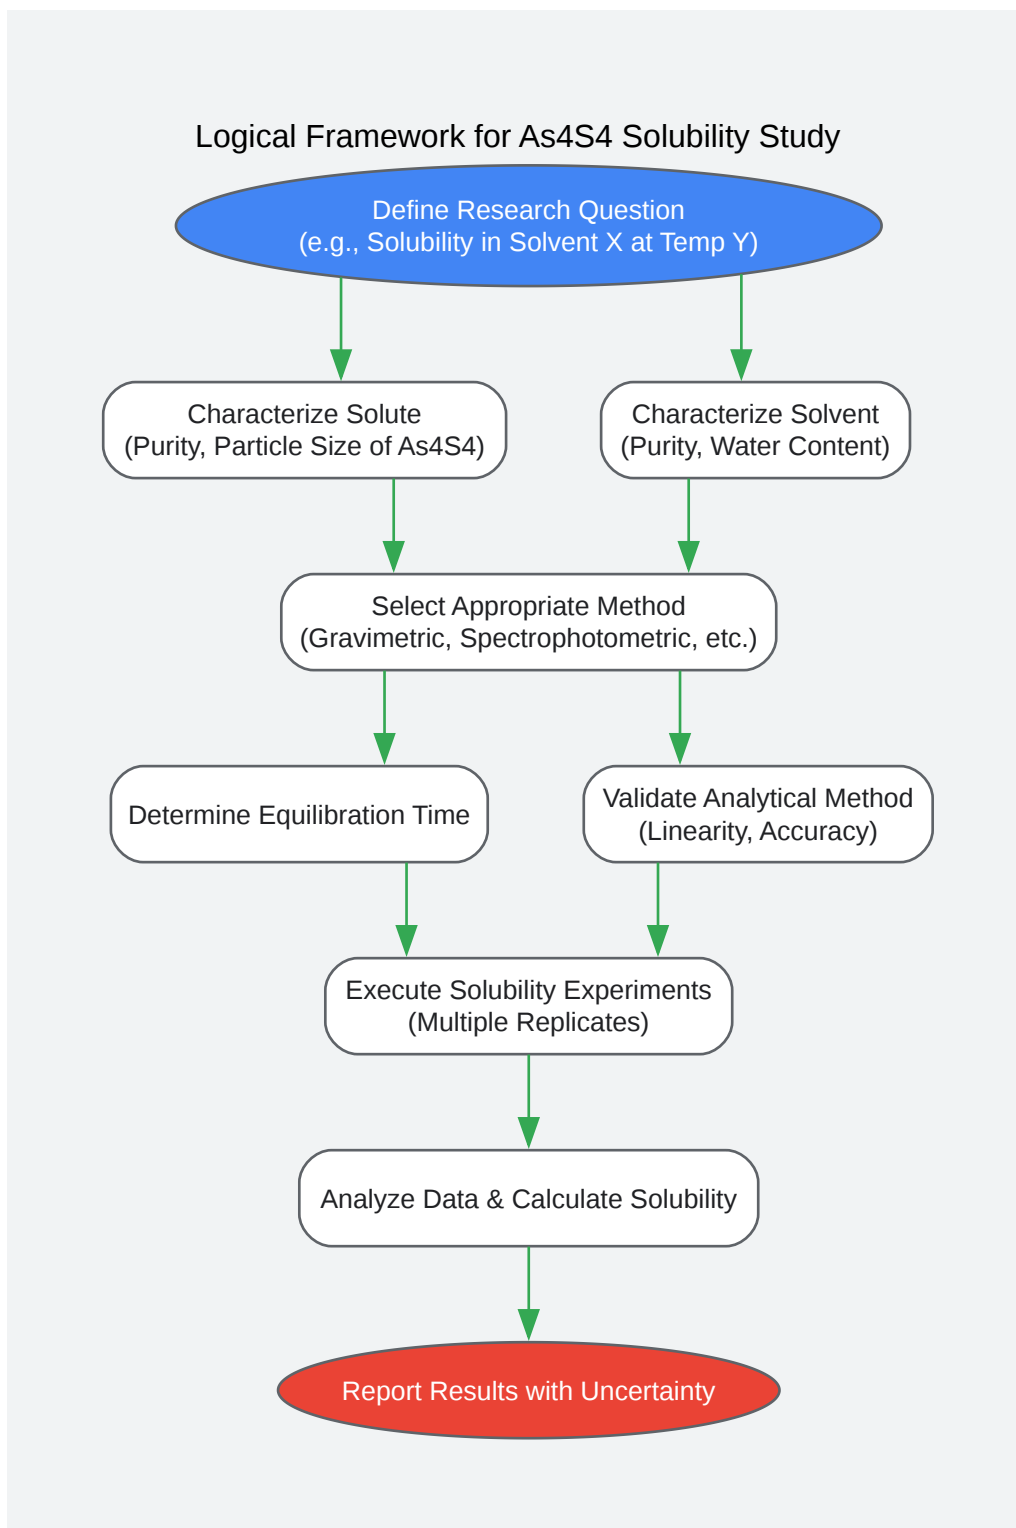 Logical Framework for As4S4 Solubility Study
Define Research Question
(e.g., Solubility in Solvent X at Temp Y)
Characterize Solute
(Purity, Particle Size of As4S4)
Characterize Solvent
(Purity, Water Content)
Select Appropriate Method
(Gravimetric, Spectrophotometric, etc.)
Determine Equilibration Time
Validate Analytical Method
(Linearity, Accuracy)
Execute Solubility Experiments
(Multiple Replicates)
Analyze Data & Calculate Solubility
Report Results with Uncertainty